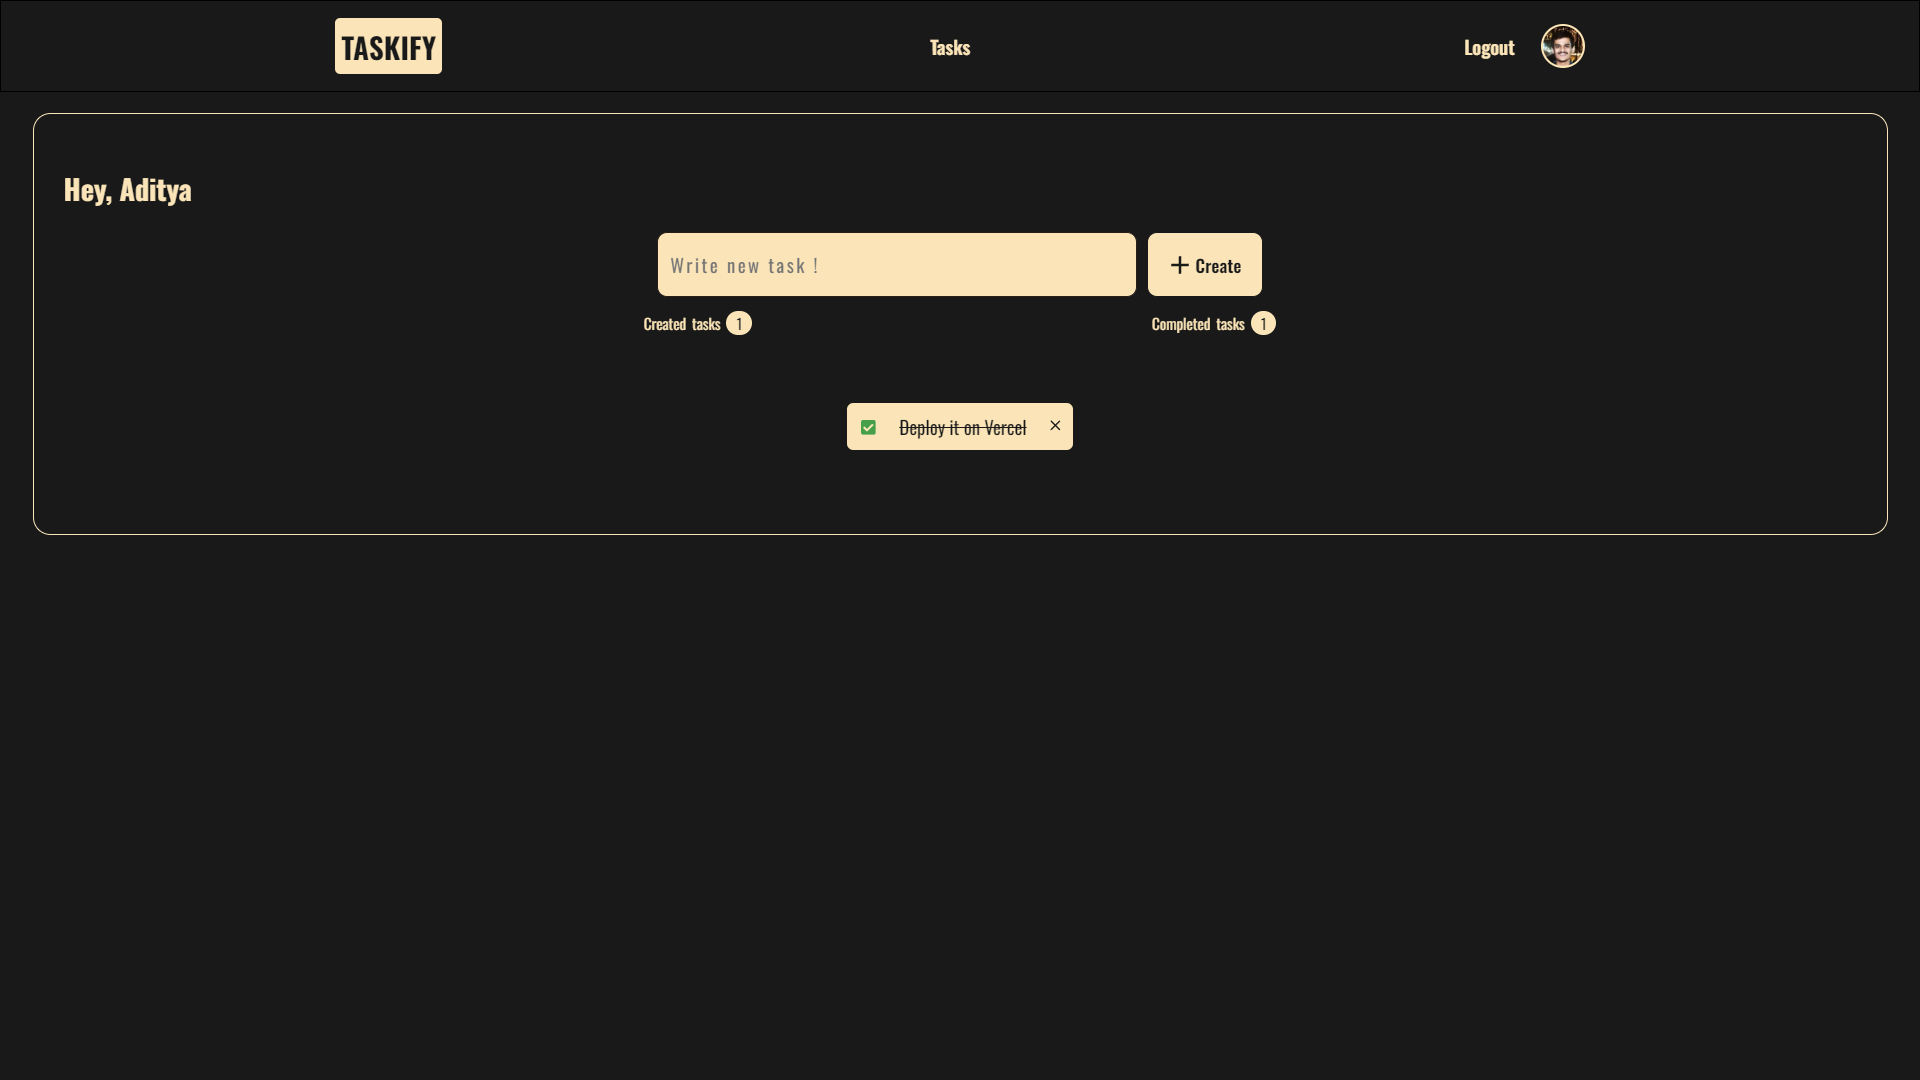 TASKIFY
Tasks
Logout
Hey, Aditya
Write new task !
Create
Created tasks 1
Completed tasks 1
Deploy it on Vercel